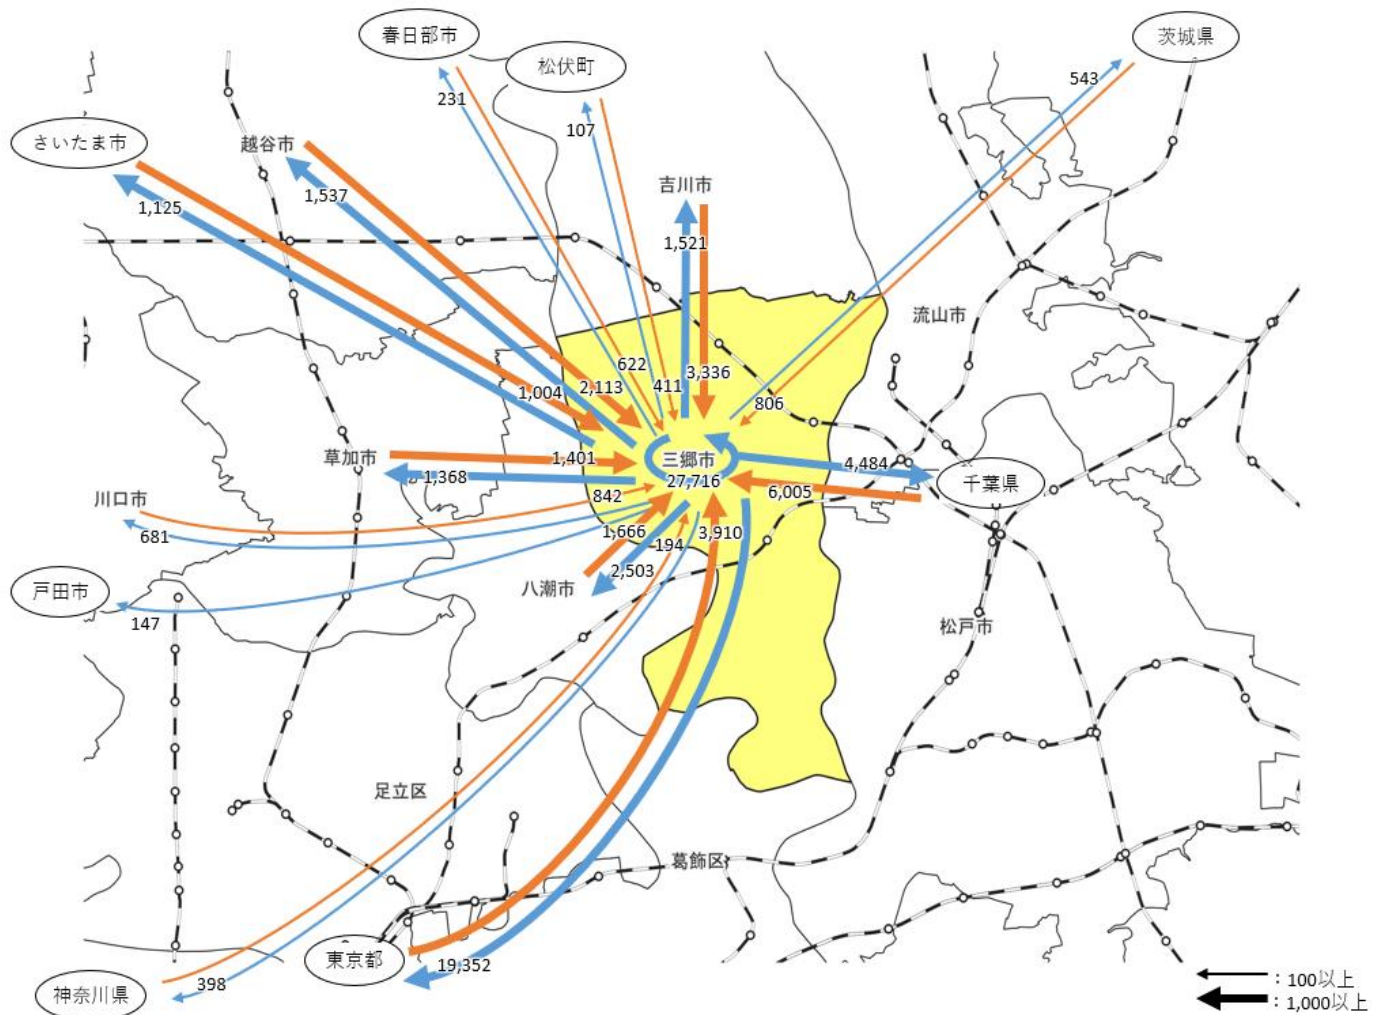 春日部市
松伏町
茨城県
543
231
107
さいたま市
越谷市
吉川市
1,125
1,537
1,521
流山市
622
411
3,336
1,004
2,113
806
草加市
1,401
三郷市
4,484
1,368
27,716
千葉県
川口市
842
6,005
681
1,666
194
3,910
戸田市
2,503
八潮市
147
松戸市
足立区
葛飾区
東京都
19,352
神奈川県
398
：100以上
：1,000以上